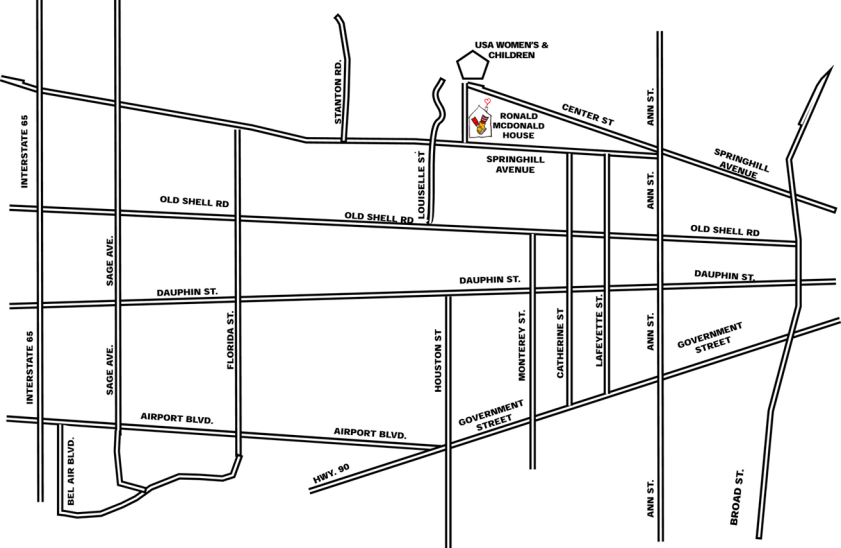 USA WOMEN'S &
CHILDREN
STANTON RD.
CENTER ST
ANN ST.
RONALD
MCDONALD
HOUSE
INTERSTATE 65
SPRINGHILL
AVENUE
SPRINGHILL
AVENUE
LOUISELLE ST.
ANN ST.
OLD SHELL RD
OLD SHELL RD
OLD SHELL RD
SAGE AVE.
DAUPHIN ST.
DAUPHIN ST.
DAUPHIN ST.
INTERSTATE 65
SAGE AVE.
FLORIDA ST.
HOUSTON ST
MONTEREY ST.
CATHERINE ST
LAFEYETTE ST.
ANN ST.
GOVERNMENT
STREET
AIRPORT BLVD.
AIRPORT BLVD.
GOVERNMENT
STREET
BEL AIR BLVD.
HWY. 90
ANN ST.
BROAD ST.